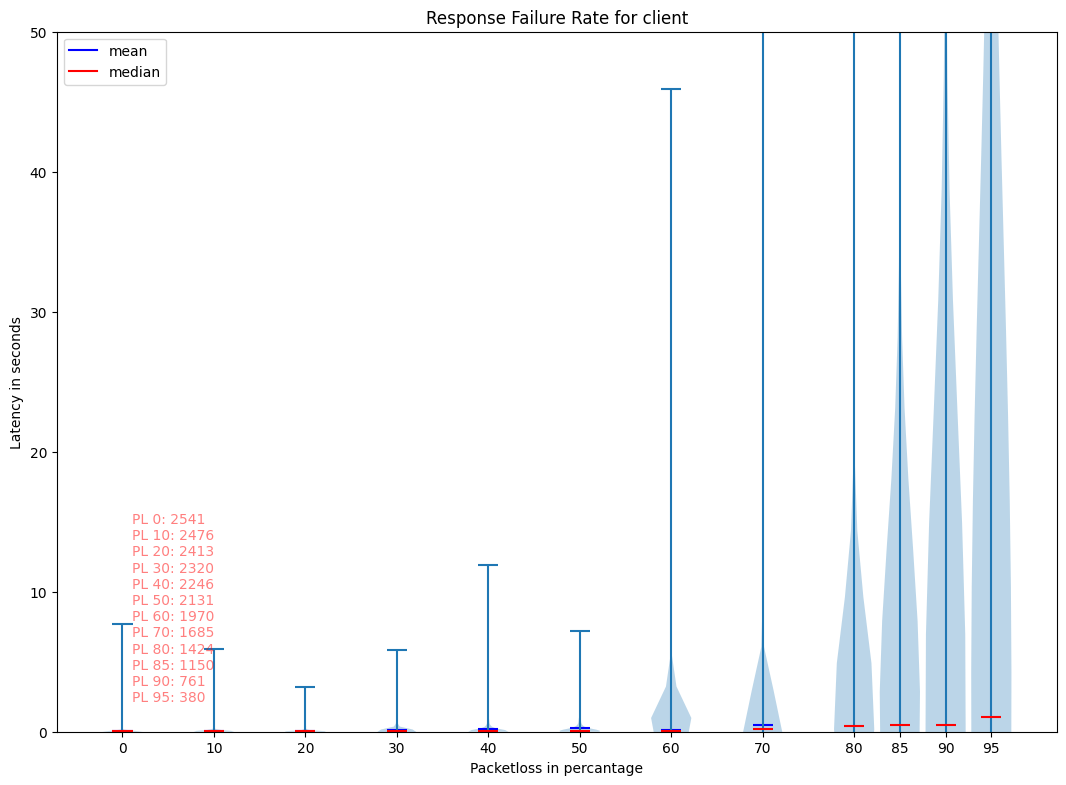 Response Failure Rate for client
mean
median
50
40
30
20
10
0
Latency in seconds
PL 0: 2541
PL 10: 2476
PL 20: 2413
PL 30: 2320
PL 40: 2246
PL 50: 2131
PL 60: 1970
PL 70: 1685
PL 80: 1424
PL 85: 1150
PL 90: 761
PL 95: 380
0 10 20 30 40 50 60 70 80 85 90 95
Packetloss in percantage